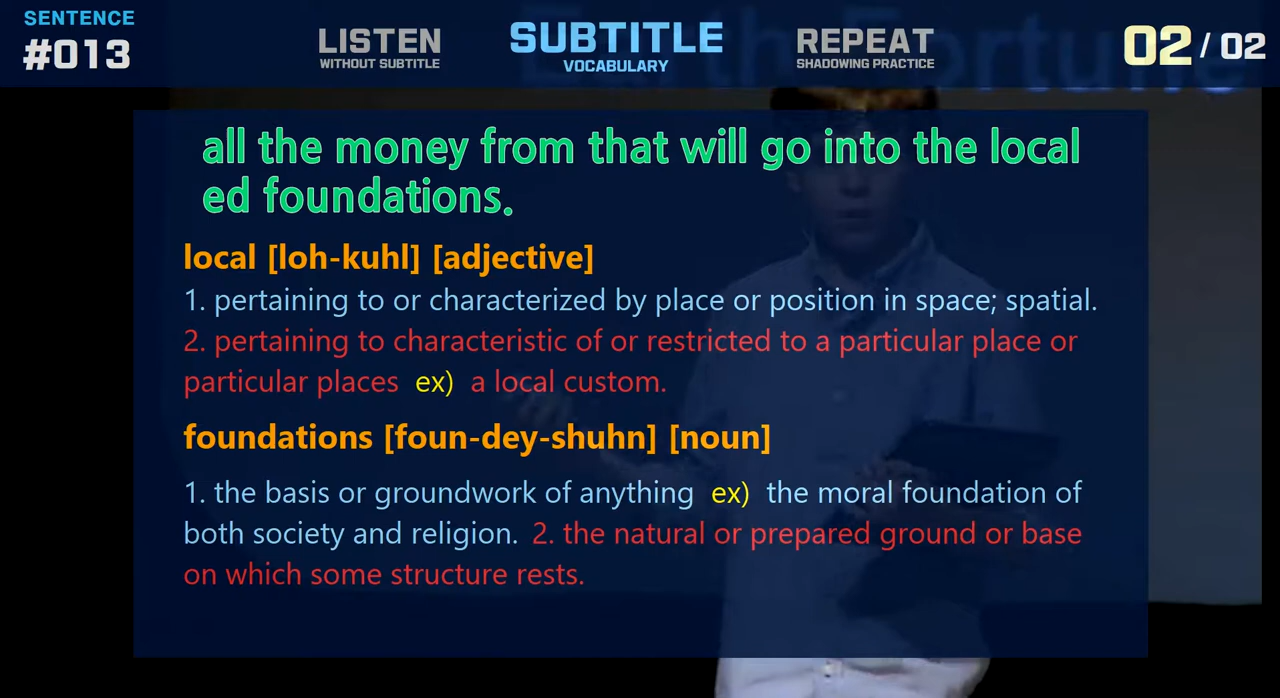 SENTENCE
#013
LISTEN
WITHOUT SUBTITLE
SUBTITLE
VOCABULARY
REPEAT
SHADOWING PRACTICE
02 / 02
all the money from that will go into the local
ed foundations.
local [loh-kuhl] [adjective]
1. pertaining to or characterized by place or position in space; spatial.
2. pertaining to characteristic of or restricted to a particular place or
particular places ex) a local custom.
foundations [foun-dey-shuhn] [noun]
1. the basis or groundwork of anything ex) the moral foundation of
both society and religion. 2. the natural or prepared ground or base
on which some structure rests.